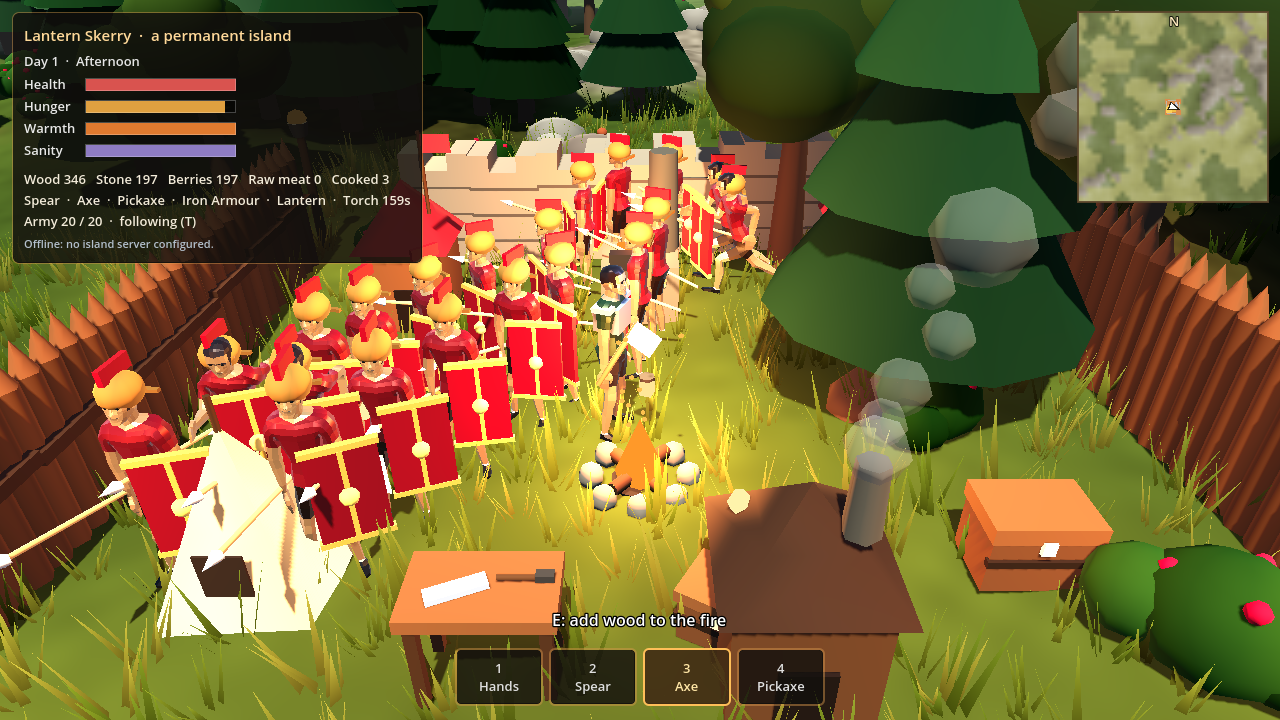 Lantern Skerry · a permanent island
Day 1 · Afternoon
Health
Hunger
Warmth
Sanity
Wood 346 Stone 197 Berries 197 Raw meat 0 Cooked 3
Spear · Axe · Pickaxe · Iron Armour · Lantern · Torch 159s
Army 20 / 20 · following (T)
Offline: no island server configured.
N
E: add wood to the fire
1
Hands
2
Spear
3
Axe
4
Pickaxe